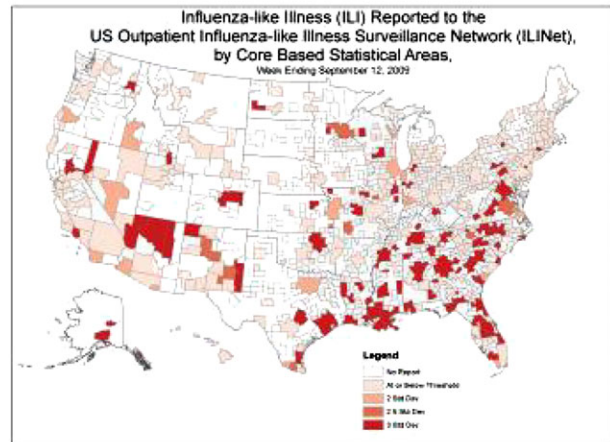 Influenza-like Illness (ILI) Reported to the
US Outpatient Influenza-like Illness Surveillance Network (ILINet),
by Core Based Statistical Areas,
Week Ending September 12, 2009
Legend
No Report
At or Below Threshold
2 Std Dev
2.5 Std Dev
3 Std Dev